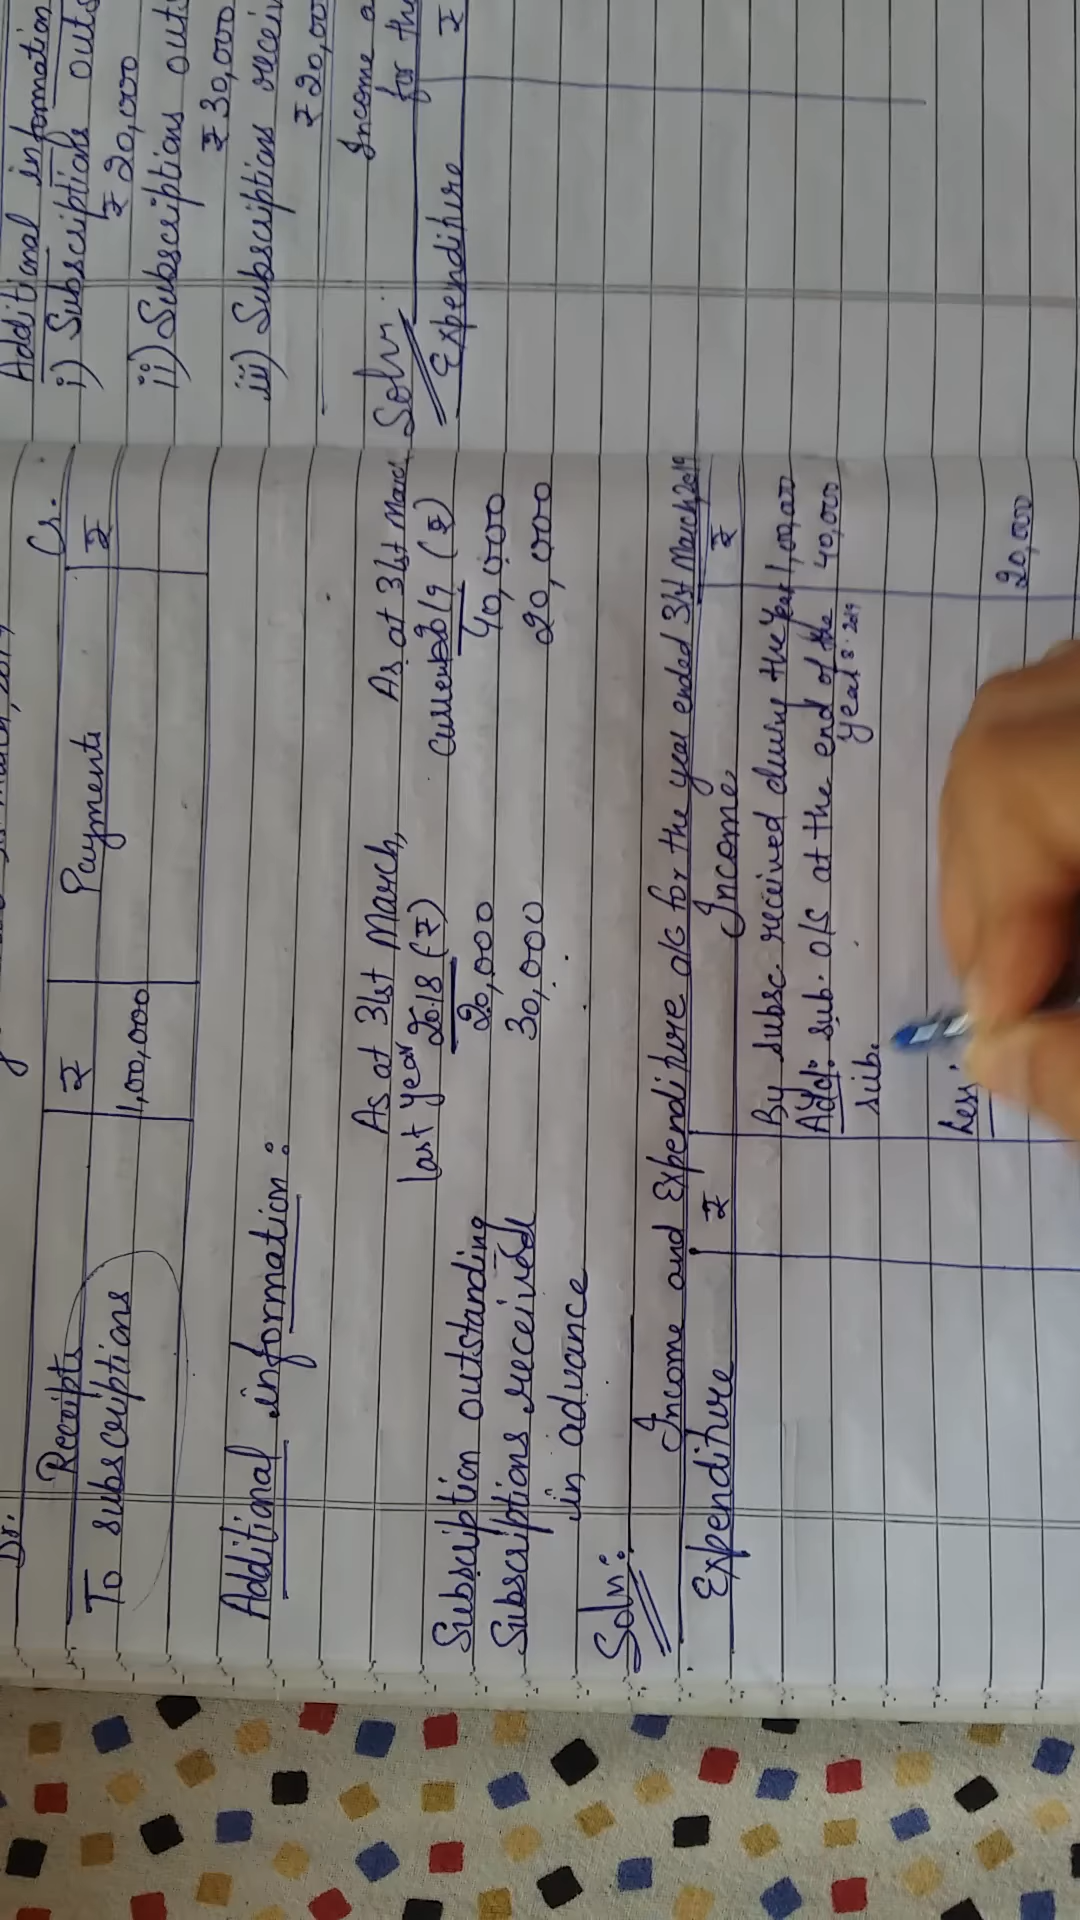 Dr. Cr.
Receipts ₹ Payments ₹
To subscriptions 1,00,000
Additional information :
As at 31st March, As at 31st March,
last year 2018 (₹) current 2019 (₹)
Subscription outstanding 20,000 40,000
Subscriptions received 30,000 20,000
in advance
Soln:
Income and Expenditure a/c for the year ended 31st March 2019
Expenditure ₹ Income ₹
By subsc. received during the year 1,00,000
Add: sub. o/s at the end of the 40,000
year
sub.
Less:
20,000
Additional information
i) Subscriptions outs
₹ 20,000
ii) Subscriptions outs
₹ 30,000
iii) Subscriptions recei
₹ 20,00
Soln.
Income a
for the
Expenditure ₹